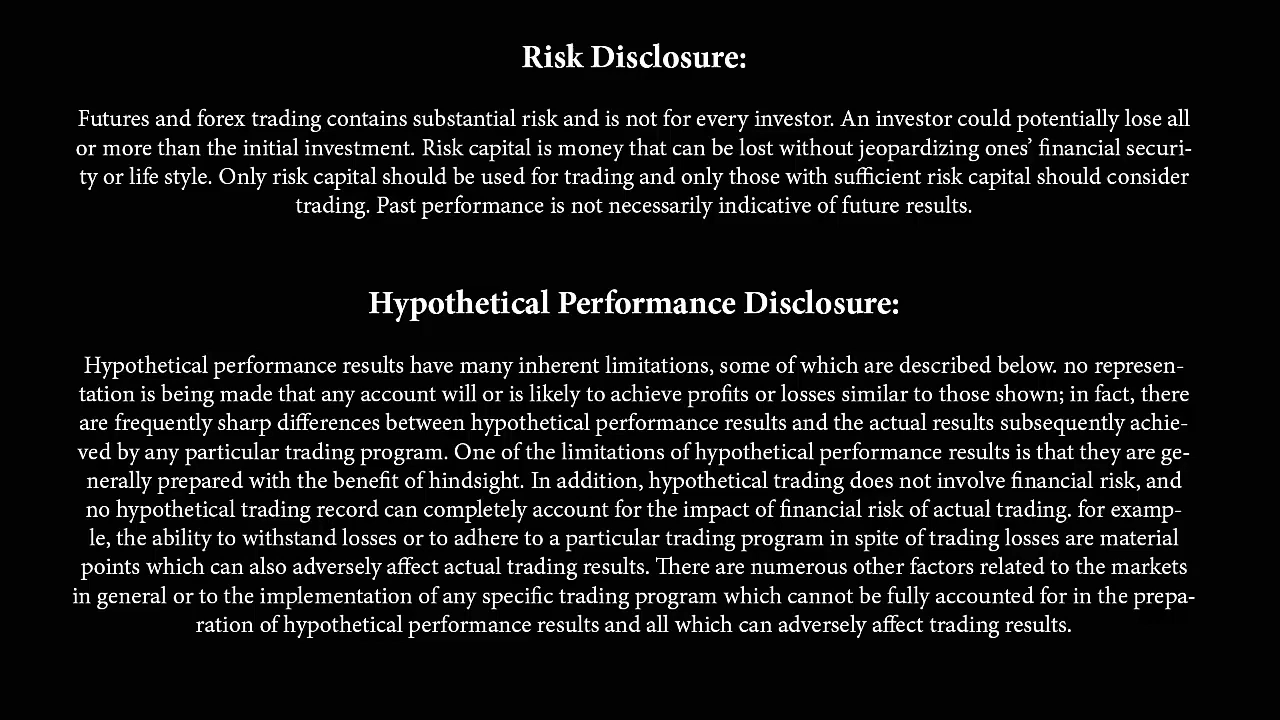 Risk Disclosure:
Futures and forex trading contains substantial risk and is not for every investor. An investor could potentially lose all
or more than the initial investment. Risk capital is money that can be lost without jeopardizing ones’ financial securi-
ty or life style. Only risk capital should be used for trading and only those with sufficient risk capital should consider
trading. Past performance is not necessarily indicative of future results.
Hypothetical Performance Disclosure:
Hypothetical performance results have many inherent limitations, some of which are described below. no represen-
tation is being made that any account will or is likely to achieve profits or losses similar to those shown; in fact, there
are frequently sharp differences between hypothetical performance results and the actual results subsequently achie-
ved by any particular trading program. One of the limitations of hypothetical performance results is that they are ge-
nerally prepared with the benefit of hindsight. In addition, hypothetical trading does not involve financial risk, and
no hypothetical trading record can completely account for the impact of financial risk of actual trading. for examp-
le, the ability to withstand losses or to adhere to a particular trading program in spite of trading losses are material
points which can also adversely affect actual trading results. There are numerous other factors related to the markets
in general or to the implementation of any specific trading program which cannot be fully accounted for in the prepa-
ration of hypothetical performance results and all which can adversely affect trading results.